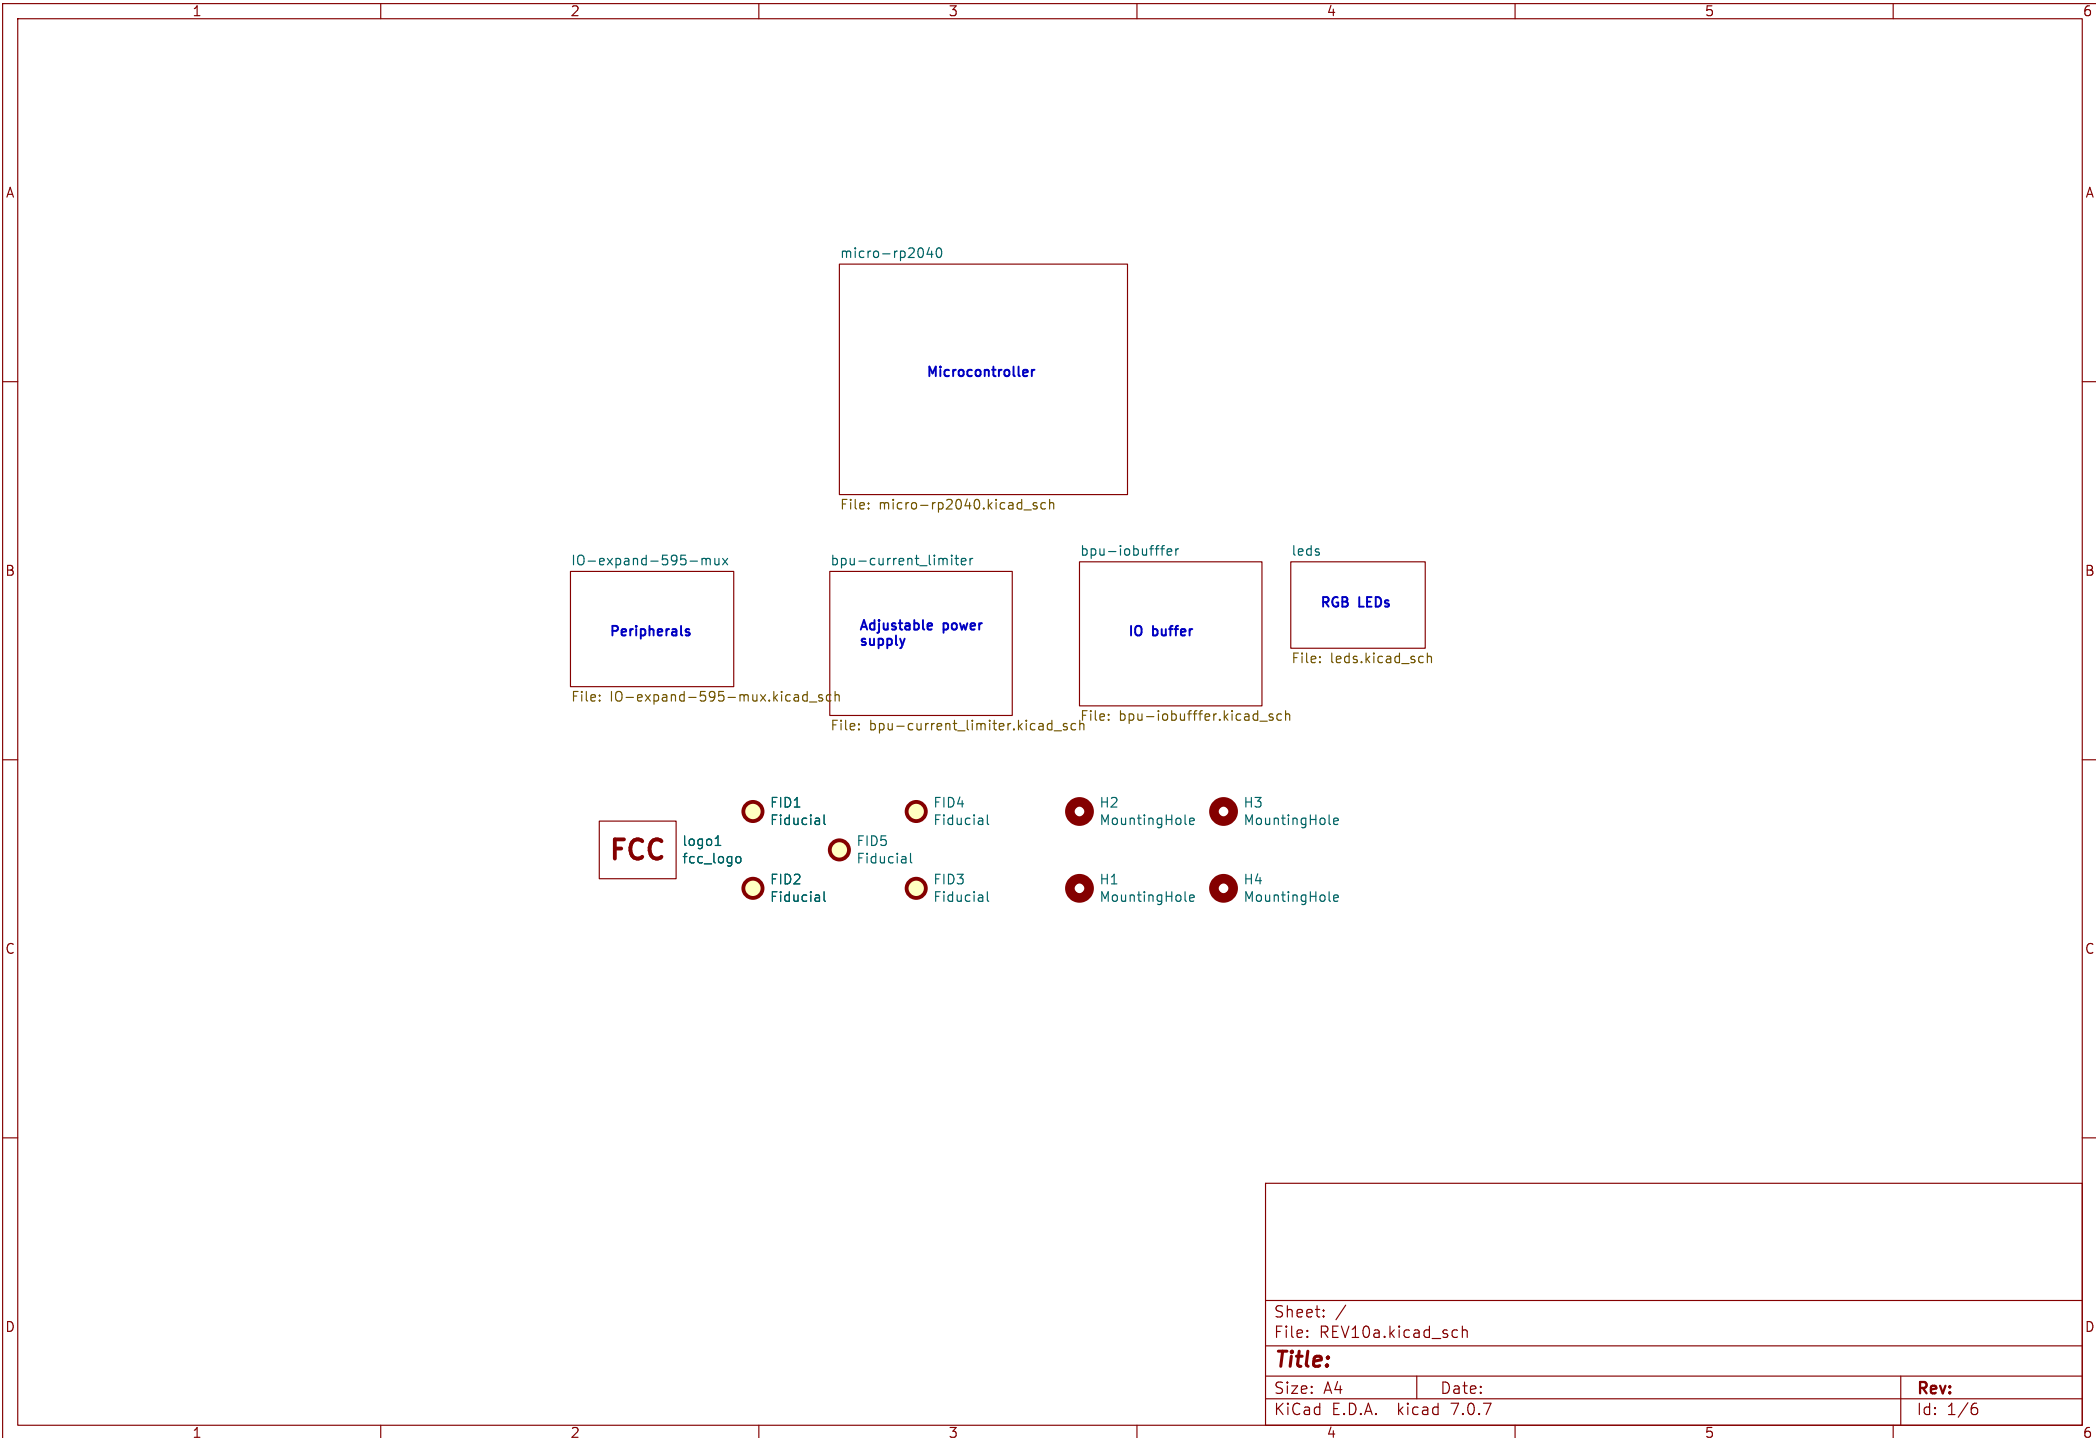 1 2 3 4 5 6
A A
micro-rp2040
Microcontroller
File: micro-rp2040.kicad_sch
B B
IO-expand-595-mux
Peripherals
File: IO-expand-595-mux.kicad_sch
bpu-current_limiter
Adjustable power
supply
File: bpu-current_limiter.kicad_sch
bpu-iobufffer
IO buffer
File: bpu-iobufffer.kicad_sch
leds
RGB LEDs
File: leds.kicad_sch
FCC
logo1
fcc_logo
FID1
Fiducial
FID2
Fiducial
FID5
Fiducial
FID4
Fiducial
FID3
Fiducial
H2
MountingHole
H1
MountingHole
H3
MountingHole
H4
MountingHole
C C
D D
Sheet: /
File: REV10a.kicad_sch
Title:
Size: A4 Date: Rev:
KiCad E.D.A. kicad 7.0.7 Id: 1/6
1 2 3 4 5 6